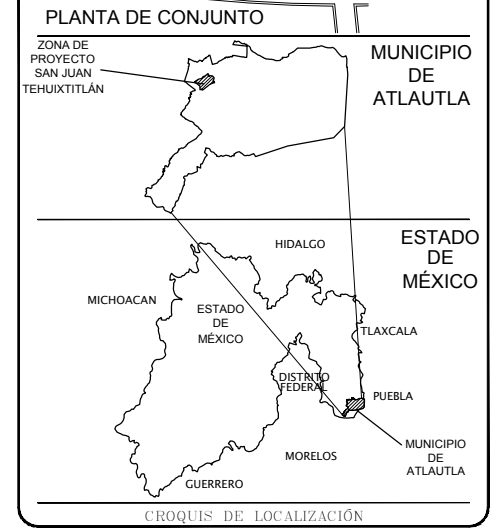 PLANTA DE CONJUNTO
ZONA DE
PROYECTO
SAN JUAN
TEHUIXTITLÁN
MUNICIPIO
DE
ATLAUTLA
HIDALGO
ESTADO
DE
MÉXICO
MICHOACAN
ESTADO
DE
MÉXICO
TLAXCALA
DISTRITO
FEDERAL
PUEBLA
MUNICIPIO
DE
ATLAUTLA
MORELOS
GUERRERO
CROQUIS DE LOCALIZACIÓN